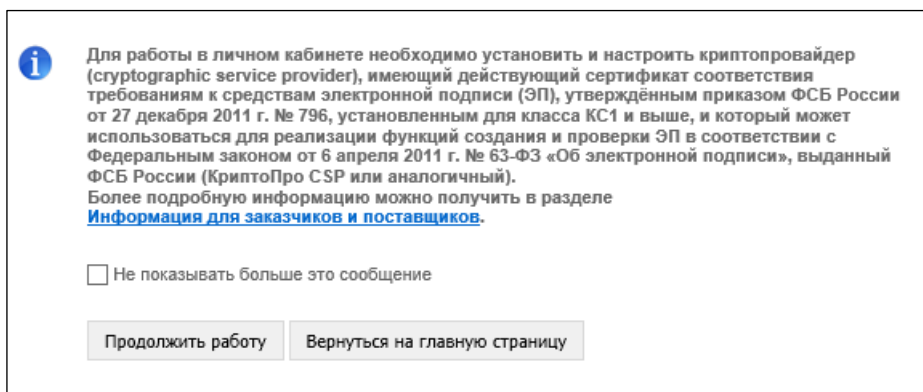 Для работы в личном кабинете необходимо установить и настроить криптопровайдер
(cryptographic service provider), имеющий действующий сертификат соответствия
требованиям к средствам электронной подписи (ЭП), утверждённым приказом ФСБ России
от 27 декабря 2011 г. № 796, установленным для класса КС1 и выше, и который может
использоваться для реализации функций создания и проверки ЭП в соответствии с
Федеральным законом от 6 апреля 2011 г. № 63-ФЗ «Об электронной подписи», выданный
ФСБ России (КриптоПро CSP или аналогичный).
Более подробную информацию можно получить в разделе
Информация для заказчиков и поставщиков.
Не показывать больше это сообщение
Продолжить работу Вернуться на главную страницу